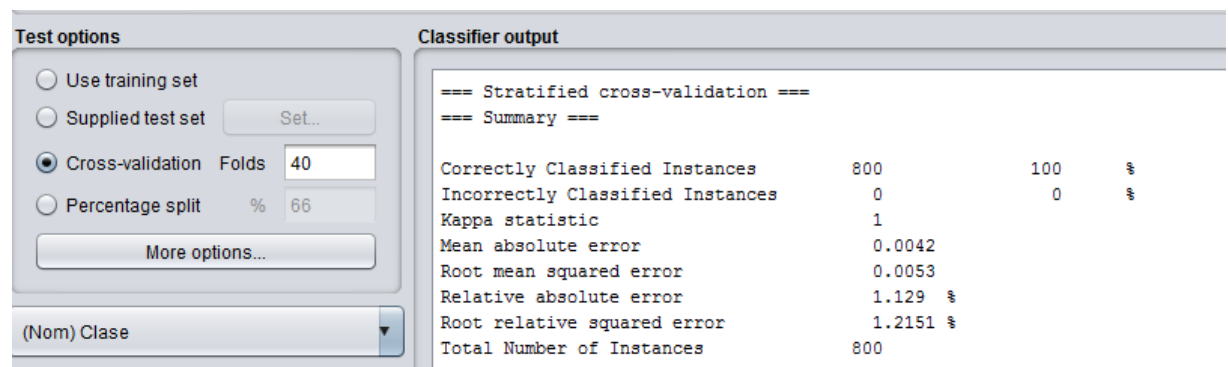 Test options
Use training set
Supplied test set Set...
Cross-validation Folds 40
Percentage split % 66
More options...
(Nom) Clase
Classifier output
=== Stratified cross-validation ===
=== Summary ===
Correctly Classified Instances 800 100 %
Incorrectly Classified Instances 0 0 %
Kappa statistic 1
Mean absolute error 0.0042
Root mean squared error 0.0053
Relative absolute error 1.129 %
Root relative squared error 1.2151 %
Total Number of Instances 800